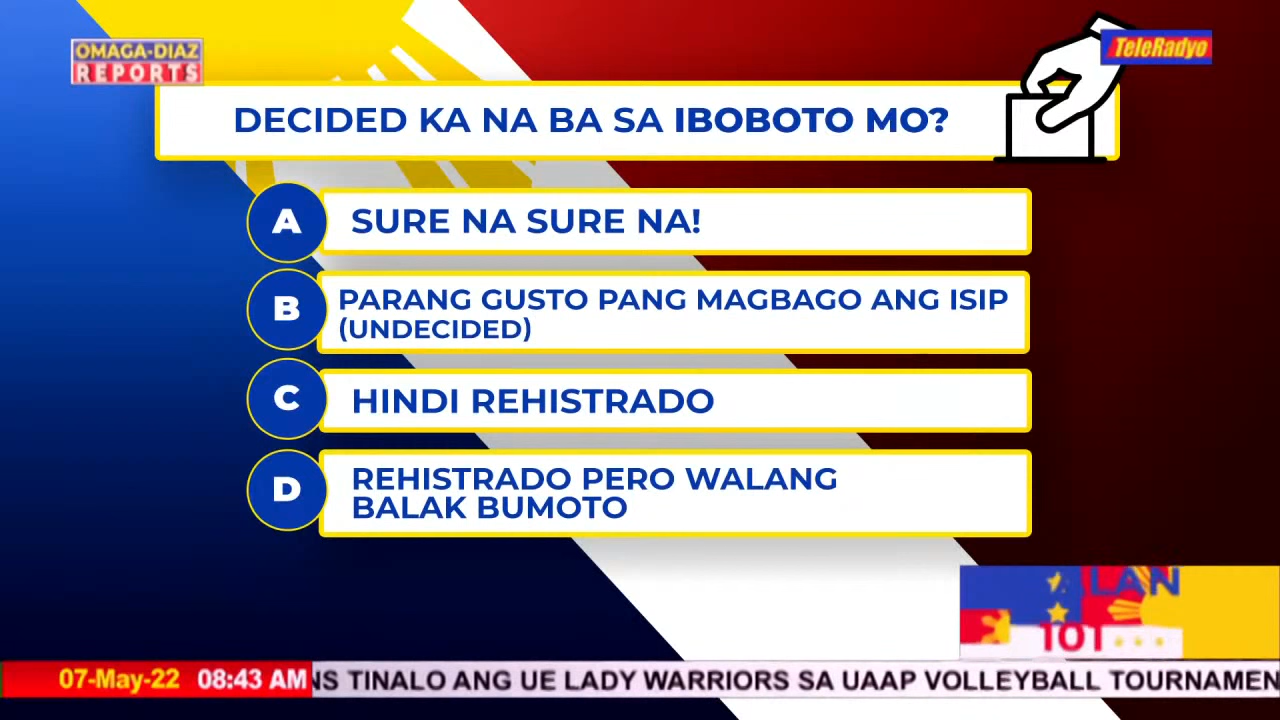 OMAGA-DIAZ
REPORTS
TeleRadyo
DECIDED KA NA BA SA IBOBOTO MO?
A
SURE NA SURE NA!
B
PARANG GUSTO PANG MAGBAGO ANG ISIP
(UNDECIDED)
C
HINDI REHISTRADO
D
REHISTRADO PERO WALANG
BALAK BUMOTO
101
07-May-22 08:43 AM
TINALO ANG UE LADY WARRIORS SA UAAP VOLLEYBALL